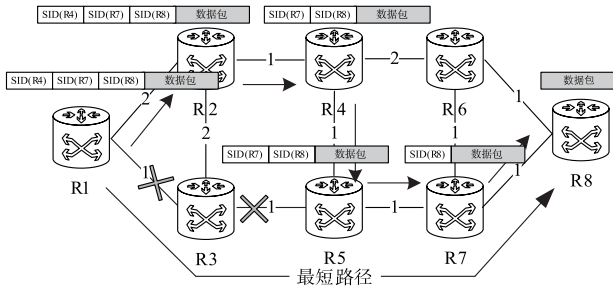 SID(R4) SID(R7) SID(R8) 数据包
SID(R7) SID(R8) 数据包
SID(R4) SID(R7) SID(R8) 数据包
数据包
1
2
2
R2
R4
R6
1
2
1
1
SID(R7) SID(R8) 数据包
SID(R8) 数据包
R1
1
R8
1
1
1
R3
R5
R7
最短路径